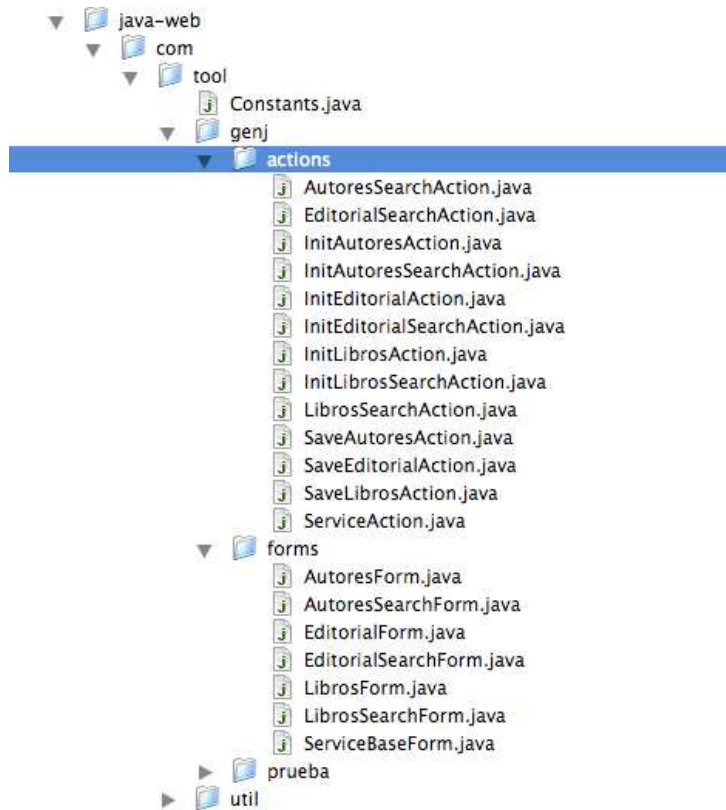 java-web
com
tool
Constants.java
genj
actions
AutoresSearchAction.java
EditorialSearchAction.java
InitAutoresAction.java
InitAutoresSearchAction.java
InitEditorialAction.java
InitEditorialSearchAction.java
InitLibrosAction.java
InitLibrosSearchAction.java
LibrosSearchAction.java
SaveAutoresAction.java
SaveEditorialAction.java
SaveLibrosAction.java
ServiceAction.java
forms
AutoresForm.java
AutoresSearchForm.java
EditorialForm.java
EditorialSearchForm.java
LibrosForm.java
LibrosSearchForm.java
ServiceBaseForm.java
prueba
util